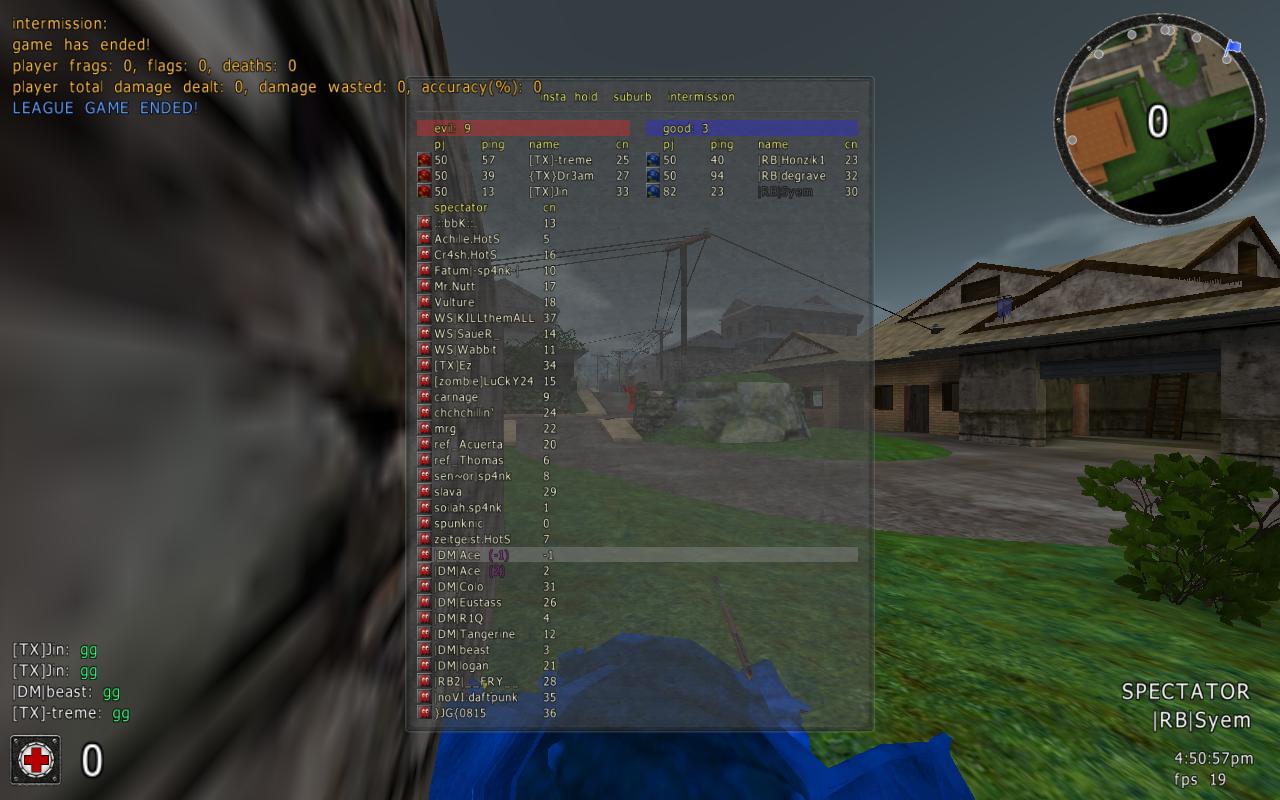 intermission:
game has ended!
player frags: 0, flags: 0, deaths: 0
player total damage dealt: 0, damage wasted: 0, accuracy(%): 0
LEAGUE GAME ENDED!
insta hold suburb intermission
evil: 9 good: 3
pj ping name cn pj ping name cn
50 57 [TX]-treme 25 50 40 |RB|Honzik1 23
50 39 {TX}Dr3am 27 50 94 |RB|degrave 32
50 13 [TX]Jin 33 82 23 |RB|Syem 30
spectator cn
.::bbK::. 13
Achille.HotS 5
Cr4sh.HotS 16
Fatum|-sp4nk-| 10
Mr.Nutt 17
Vulture 18
WS|KILLthemALL 37
WS|SaueR_ 14
WS|Wabbit 11
[TX]Ez 34
[zombie]LuCkY24 15
carnage 9
chchchillin' 24
mrg 22
ref_Acuerta 20
ref_Thomas 6
sen~or|sp4nk 8
slava 29
soilah.sp4nk 1
spunknic 0
zeitgeist.HotS 7
|DM|Ace (-1) -1
|DM|Ace (2) 2
|DM|Colo 31
|DM|Eustass 26
|DM|R1Q 4
|DM|Tangerine 12
|DM|beast 3
|DM|logan 21
|RB2|__FRY__ 28
|noVI.daftpunk 35
}JG{0815 36
0
[TX]Jin: gg
[TX]Jin: gg
|DM|beast: gg
[TX]-treme: gg
0
SPECTATOR
|RB|Syem
4:50:57pm
fps 19